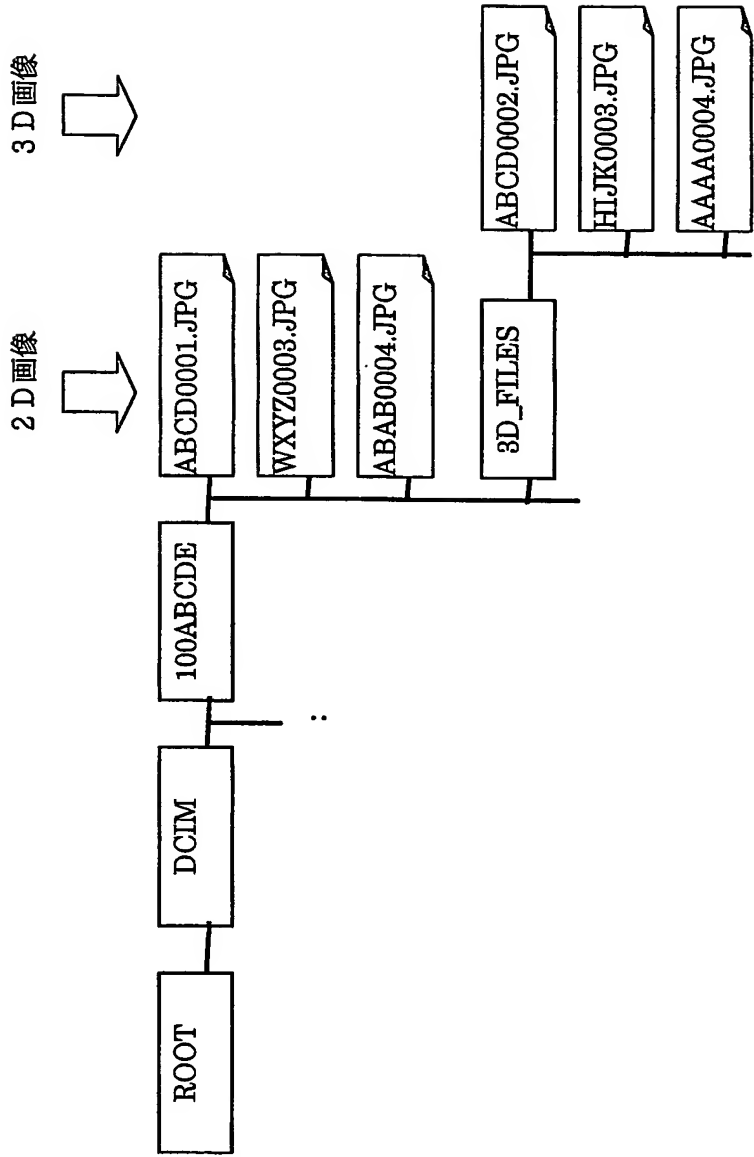 2D画像
3D画像
ROOT
DCIM
100ABCDE
ABCD0001.JPG
WXYZ0003.JPG
ABAB0004.JPG
3D_FILES
ABCD0002.JPG
HIJK0003.JPG
AAAA0004.JPG